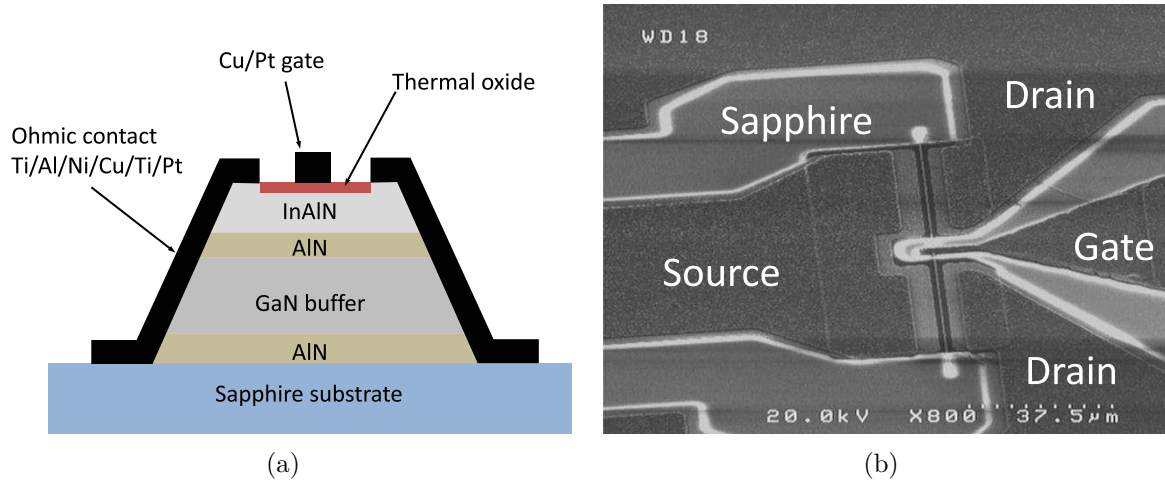 Cu/Pt gate
Thermal oxide
Ohmic contact
Ti/Al/Ni/Cu/Ti/Pt
InAlN
AlN
GaN buffer
AlN
Sapphire substrate
(a)
WD18
Drain
Sapphire
Source
Gate
Drain
20.0kV X800 37.5μm
(b)